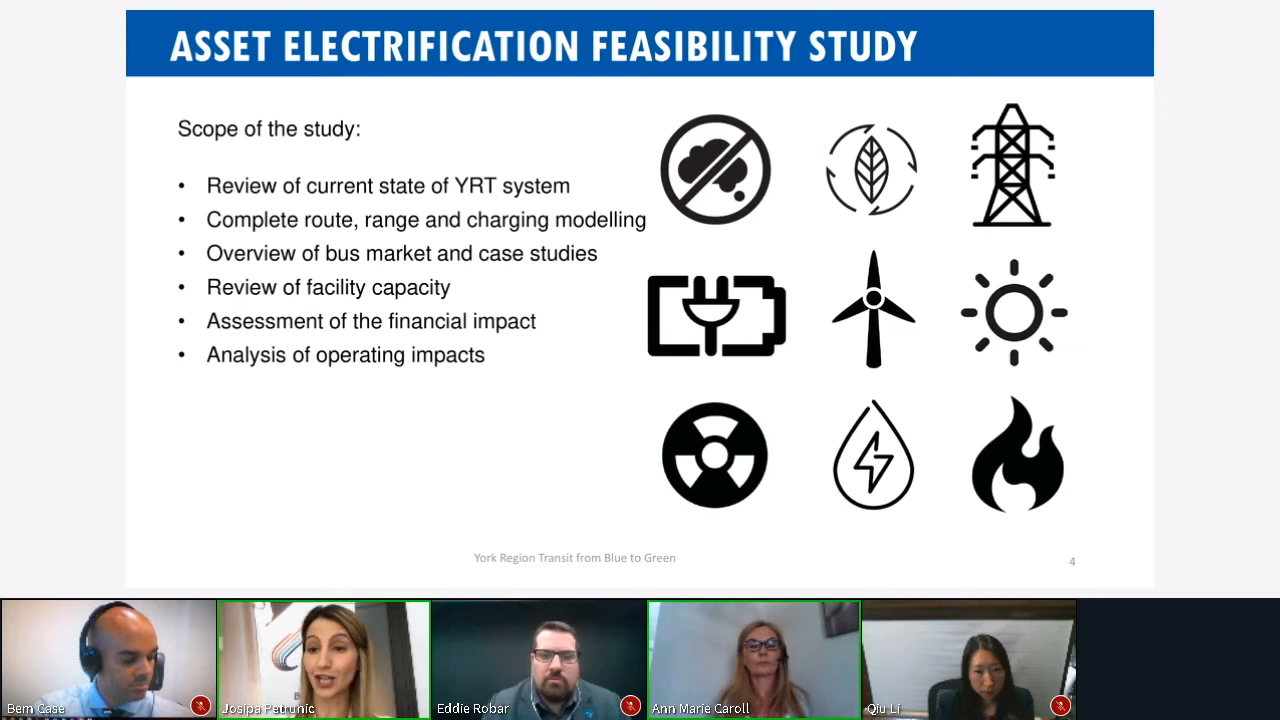 ASSET ELECTRIFICATION FEASIBILITY STUDY
Scope of the study:
• Review of current state of YRT system
• Complete route, range and charging modelling
• Overview of bus market and case studies
• Review of facility capacity
• Assessment of the financial impact
• Analysis of operating impacts
York Region Transit from Blue to Green
4
Bem Case
Josipa Petrunic
Eddie Robar
Ann Marie Caroll
Qiu Li